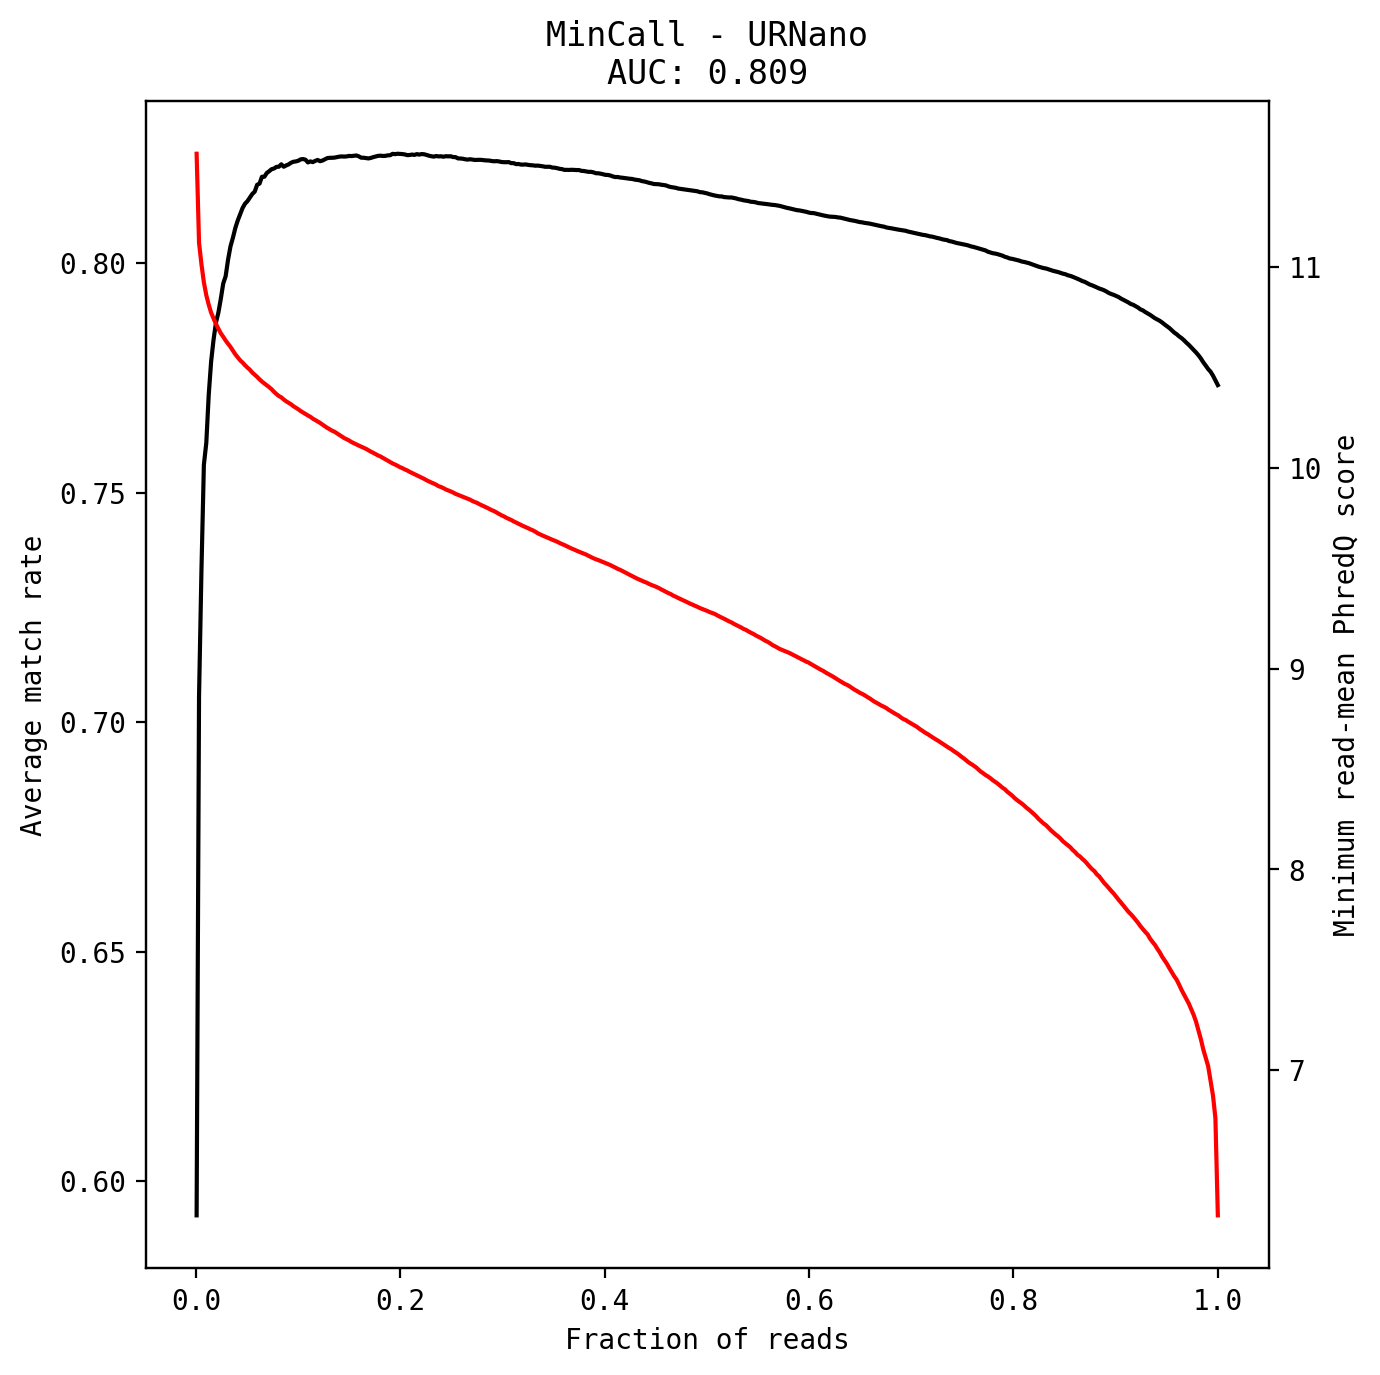 MinCall - URNano
AUC: 0.809
0.80
0.75
0.70
0.65
0.60
Average match rate
11
10
9
8
7
Minimum read-mean PhredQ score
0.0 0.2 0.4 0.6 0.8 1.0
Fraction of reads